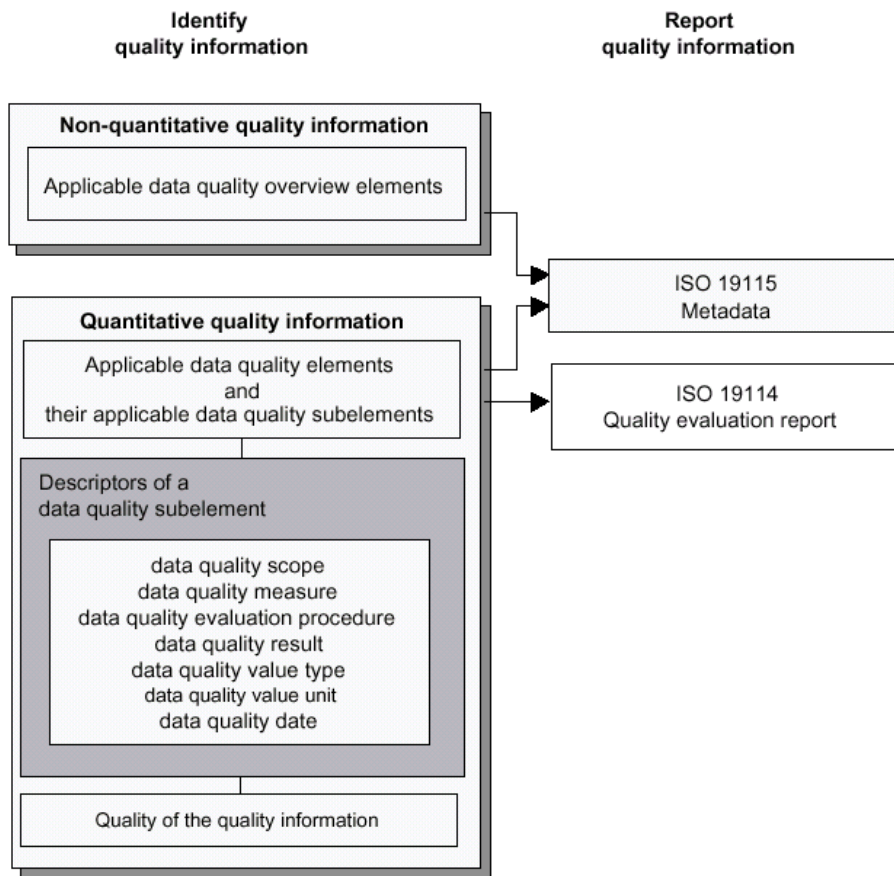 Identify
quality information
Report
quality information
Non-quantitative quality information
Applicable data quality overview elements
ISO 19115
Metadata
Quantitative quality information
Applicable data quality elements
and
their applicable data quality subelements
ISO 19114
Quality evaluation report
Descriptors of a
data quality subelement
data quality scope
data quality measure
data quality evaluation procedure
data quality result
data quality value type
data quality value unit
data quality date
Quality of the quality information